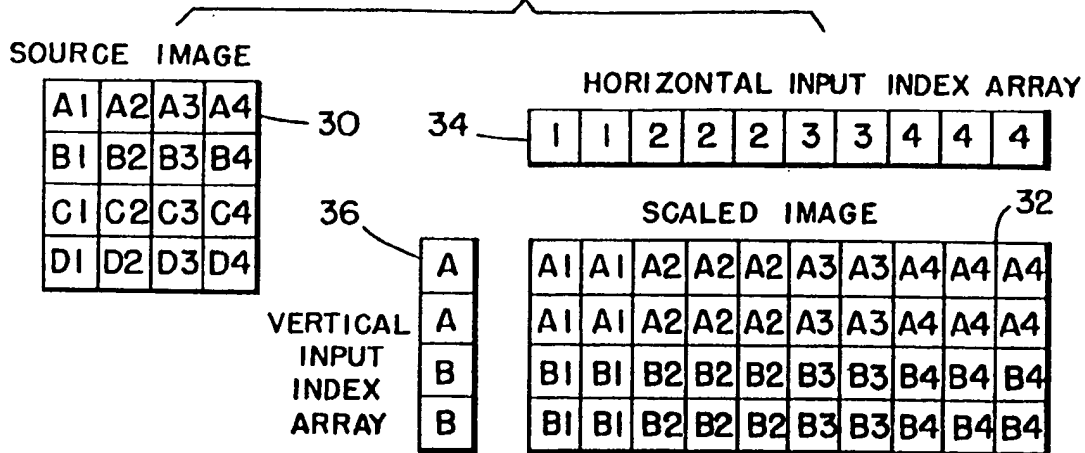 SOURCE IMAGE
A1 A2 A3 A4
B1 B2 B3 B4
C1 C2 C3 C4
D1 D2 D3 D4
30
HORIZONTAL INPUT INDEX ARRAY
34
1 1 2 2 2 3 3 4 4 4
36
A
A
B
B
VERTICAL
INPUT
INDEX
ARRAY
SCALED IMAGE
32
A1 A1 A2 A2 A2 A3 A3 A4 A4 A4
A1 A1 A2 A2 A2 A3 A3 A4 A4 A4
B1 B1 B2 B2 B2 B3 B3 B4 B4 B4
B1 B1 B2 B2 B2 B3 B3 B4 B4 B4